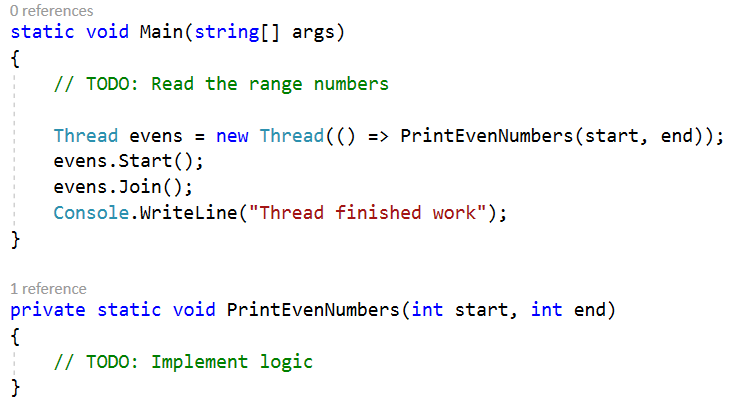 0 references
static void Main(string[] args)
{
    // TODO: Read the range numbers

    Thread evens = new Thread(() => PrintEvenNumbers(start, end));
    evens.Start();
    evens.Join();
    Console.WriteLine("Thread finished work");
}

1 reference
private static void PrintEvenNumbers(int start, int end)
{
    // TODO: Implement logic
}